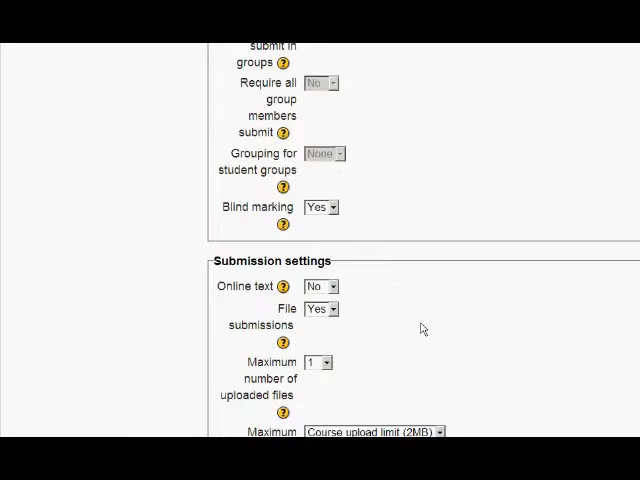 submit in
groups ?
Require all No
group
members
submit ?
Grouping for None
student groups
?
Blind marking Yes
?
Submission settings
Online text ? No
File Yes
submissions
?
Maximum 1
number of
uploaded files
?
Maximum Course upload limit (2MB)